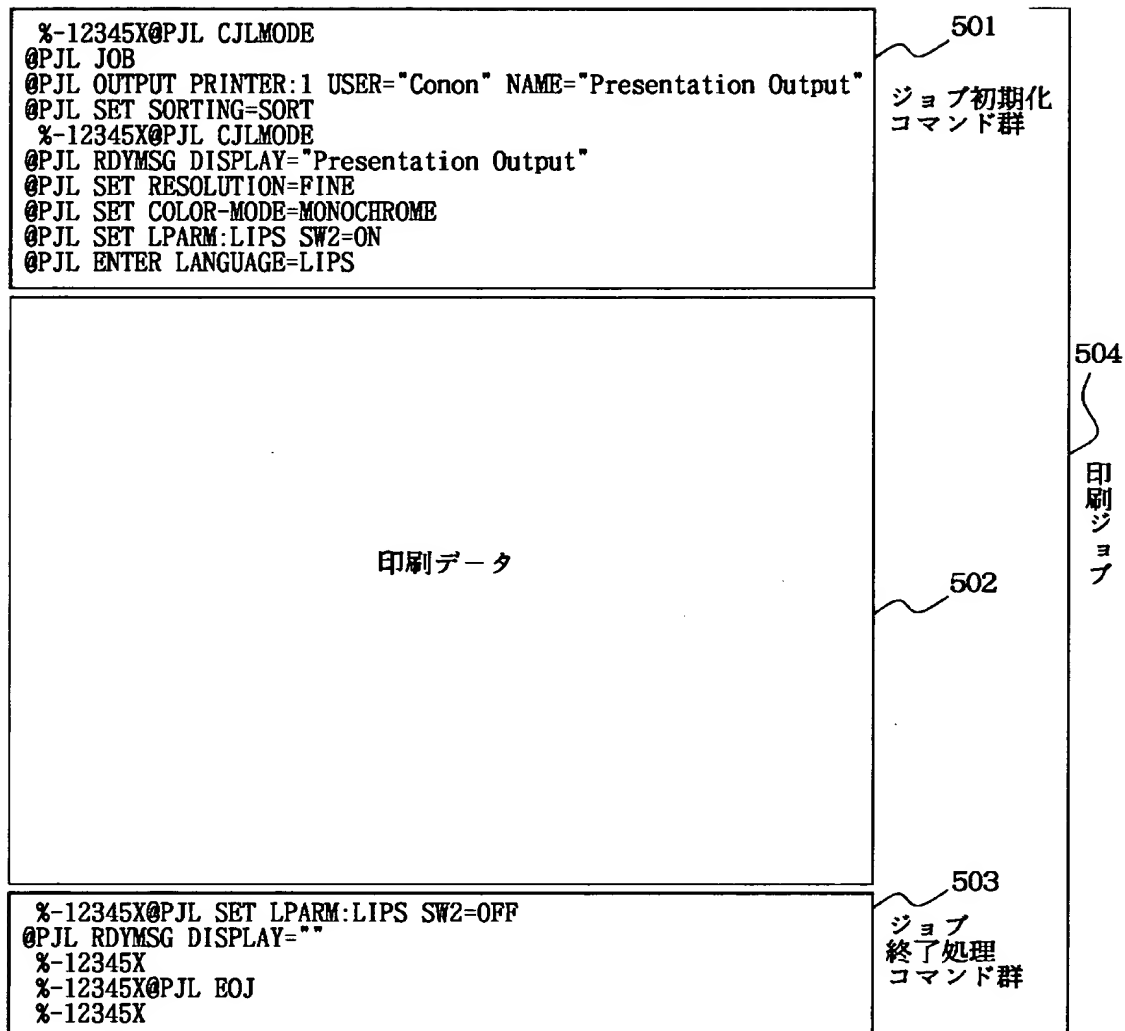 %-12345X@PJL CJLMODE
@PJL JOB
@PJL OUTPUT PRINTER:1 USER="Conon" NAME="Presentation Output"
@PJL SET SORTING=SORT
%-12345X@PJL CJLMODE
@PJL RDYMSG DISPLAY="Presentation Output"
@PJL SET RESOLUTION=FINE
@PJL SET COLOR-MODE=MONOCHROME
@PJL SET LPARM:LIPS SW2=ON
@PJL ENTER LANGUAGE=LIPS
501
ジョブ初期化
コマンド群
印刷データ
502
%-12345X@PJL SET LPARM:LIPS SW2=OFF
@PJL RDYMSG DISPLAY=""
%-12345X
%-12345X@PJL EOJ
%-12345X
503
ジョブ
終了処理
コマンド群
504
印刷ジョブ